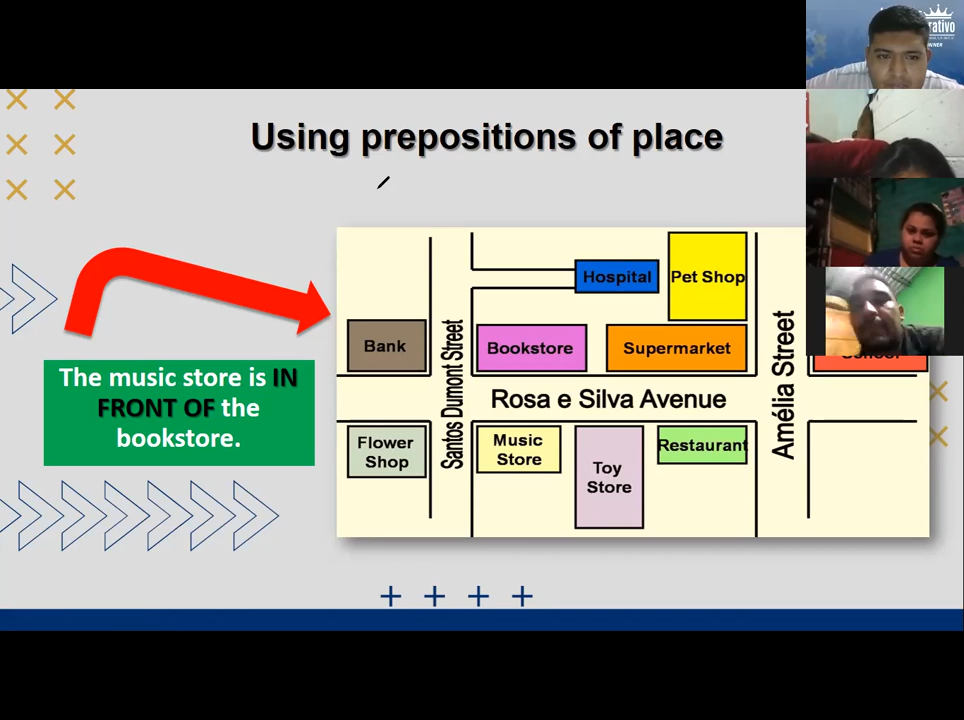 rativo
Using prepositions of place
Hospital
Pet Shop
Bank
Bookstore
Supermarket
Santos Dumont Street
Amélia Street
Rosa e Silva Avenue
The music store is IN
FRONT OF the
bookstore.
Flower
Shop
Music
Store
Toy
Store
Restaurant